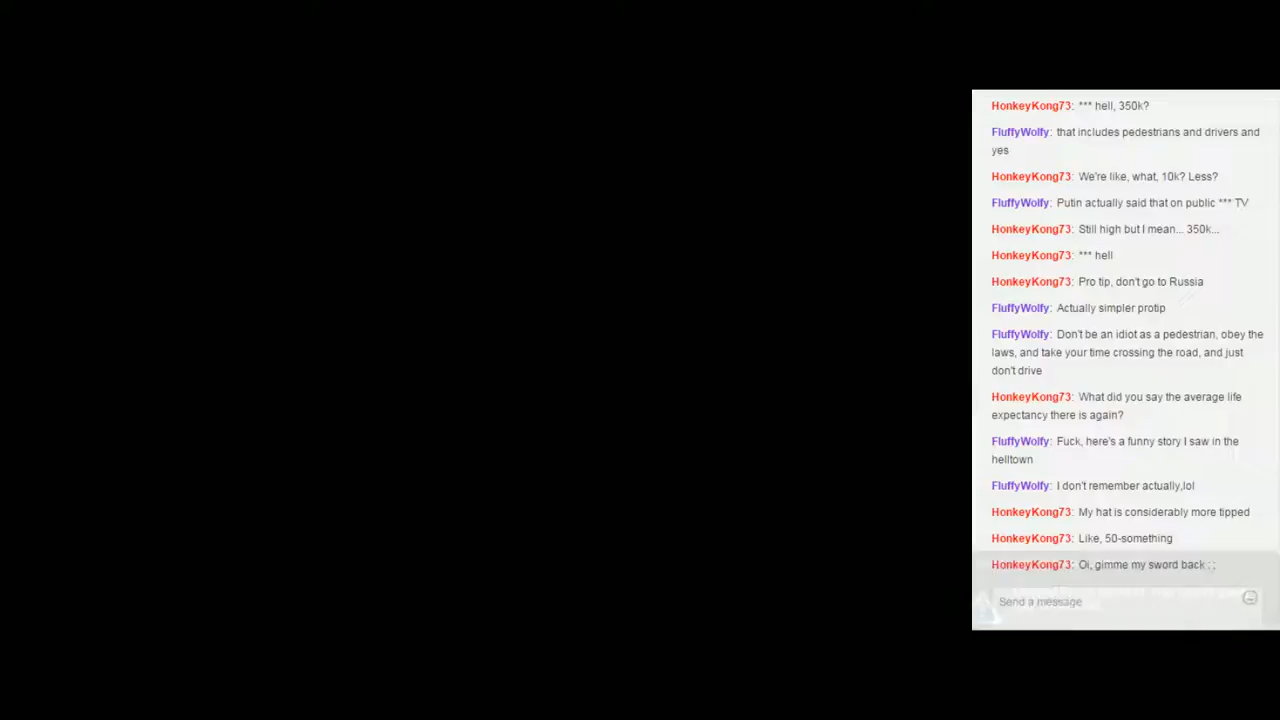 HonkeyKong73: *** hell, 350k?
FluffyWolfy: that includes pedestrians and drivers and
yes
HonkeyKong73: We're like, what, 10k? Less?
FluffyWolfy: Putin actually said that on public *** TV
HonkeyKong73: Still high but I mean... 350k...
HonkeyKong73: *** hell
HonkeyKong73: Pro tip, don't go to Russia
FluffyWolfy: Actually simpler protip
FluffyWolfy: Don't be an idiot as a pedestrian, obey the
laws, and take your time crossing the road, and just
don't drive
HonkeyKong73: What did you say the average life
expectancy there is again?
FluffyWolfy: Fuck, here's a funny story I saw in the
helltown
FluffyWolfy: I don't remember actually,lol
HonkeyKong73: My hat is considerably more tipped
HonkeyKong73: Like, 50-something
HonkeyKong73: Oi, gimme my sword back : ;
Send a message